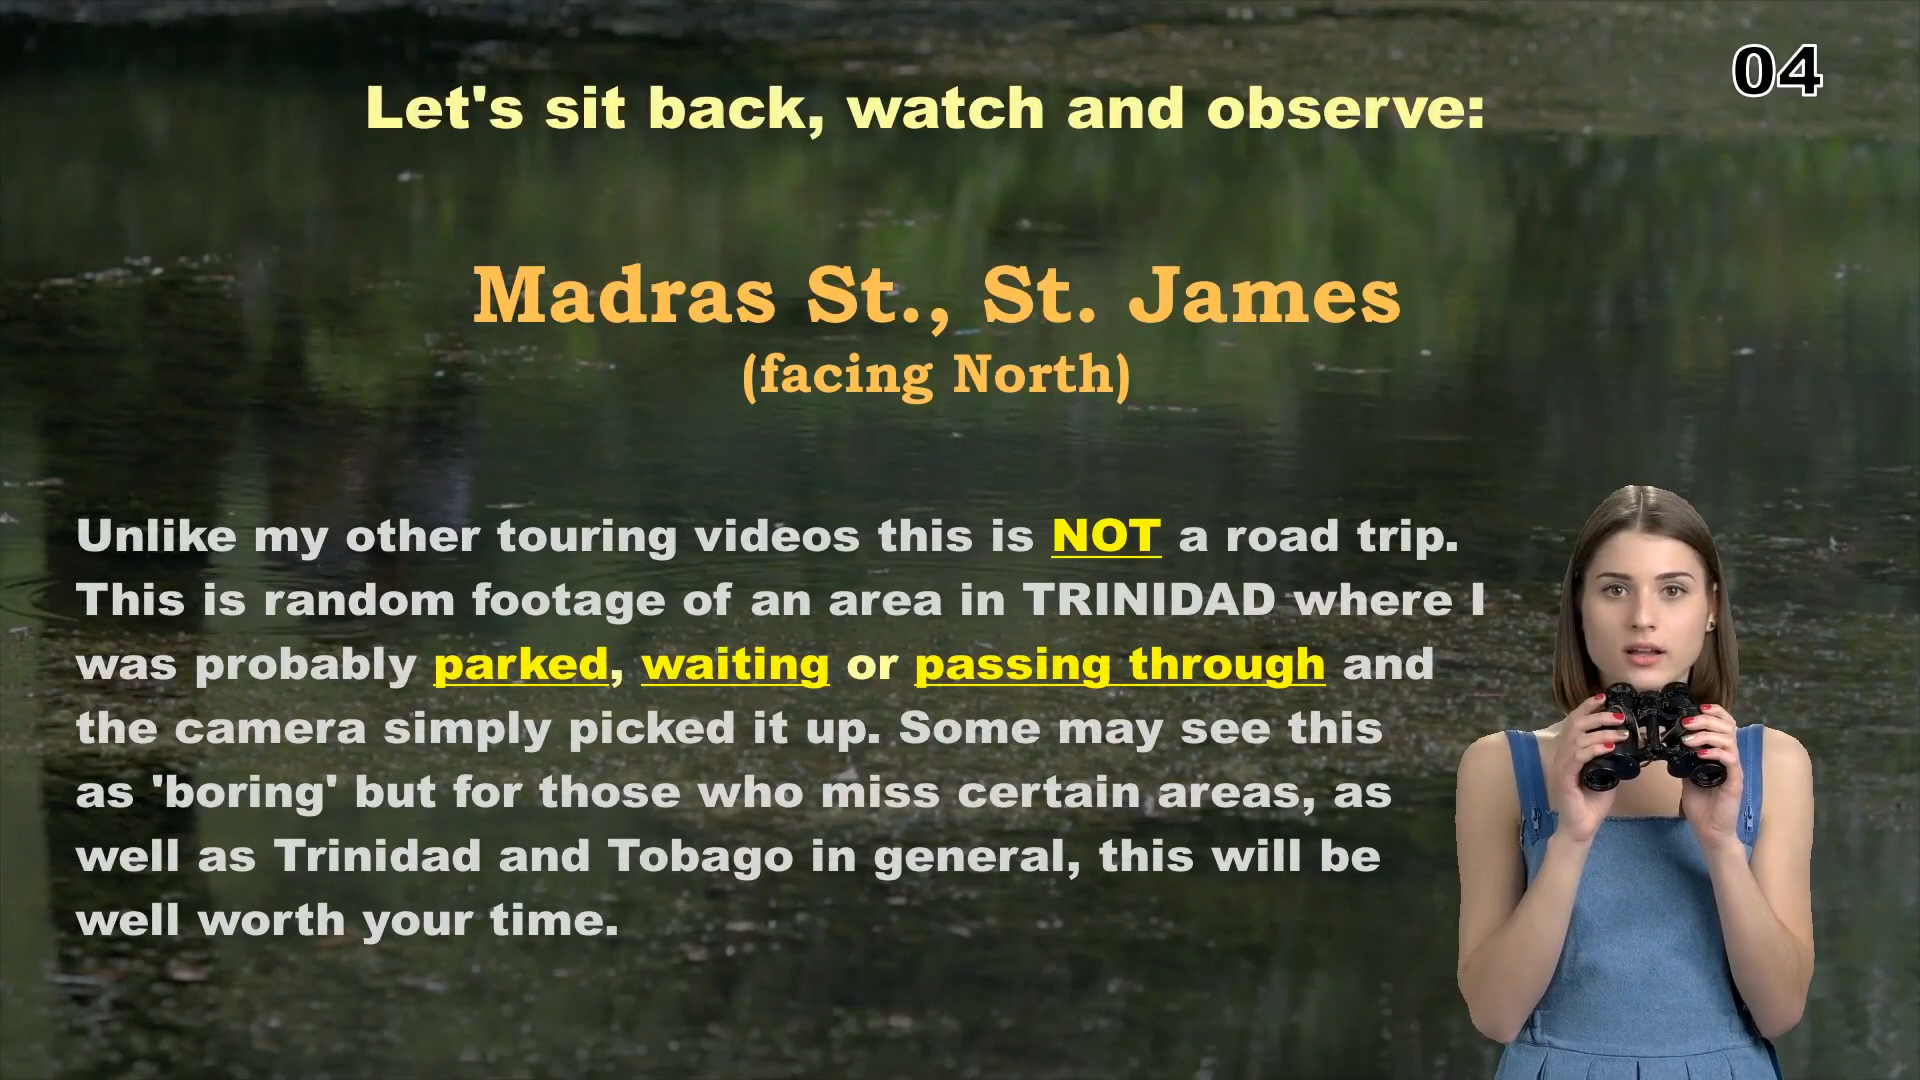 04
Let's sit back, watch and observe:
Madras St., St. James
(facing North)
Unlike my other touring videos this is NOT a road trip.
This is random footage of an area in TRINIDAD where I
was probably parked, waiting or passing through and
the camera simply picked it up. Some may see this
as 'boring' but for those who miss certain areas, as
well as Trinidad and Tobago in general, this will be
well worth your time.